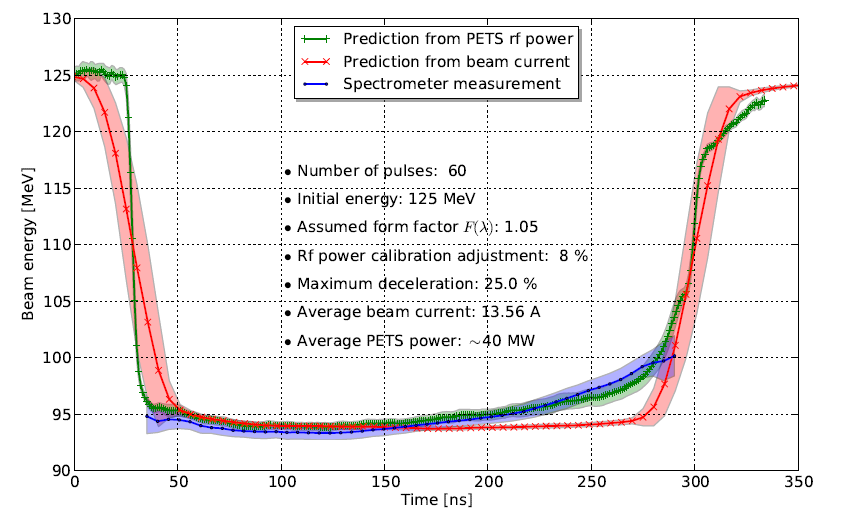 130
125
120
115
110
105
100
95
90
Beam energy [MeV]
Prediction from PETS rf power
Prediction from beam current
Spectrometer measurement
• Number of pulses: 60
• Initial energy: 125 MeV
• Assumed form factor F(λ): 1.05
• Rf power calibration adjustment: 8 %
• Maximum deceleration: 25.0 %
• Average beam current: 13.56 A
• Average PETS power: ~40 MW
0 50 100 150 200 250 300 350
Time [ns]